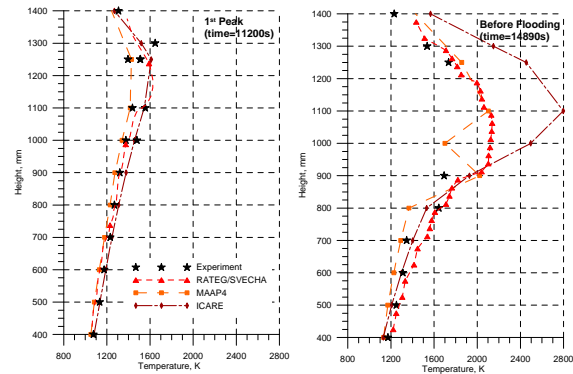 1st Peak
(time=11200s)
1400
1300
1200
1100
1000
900
800
700
600
500
400
Height, mm
Experiment
RATEG/SVECHA
MAAP4
ICARE
800 1200 1600 2000 2400 2800
Temperature, K
Before Flooding
(time=14890s)
1400
1300
1200
1100
1000
900
800
700
600
500
400
Height, mm
800 1200 1600 2000 2400 2800
Temperature, K